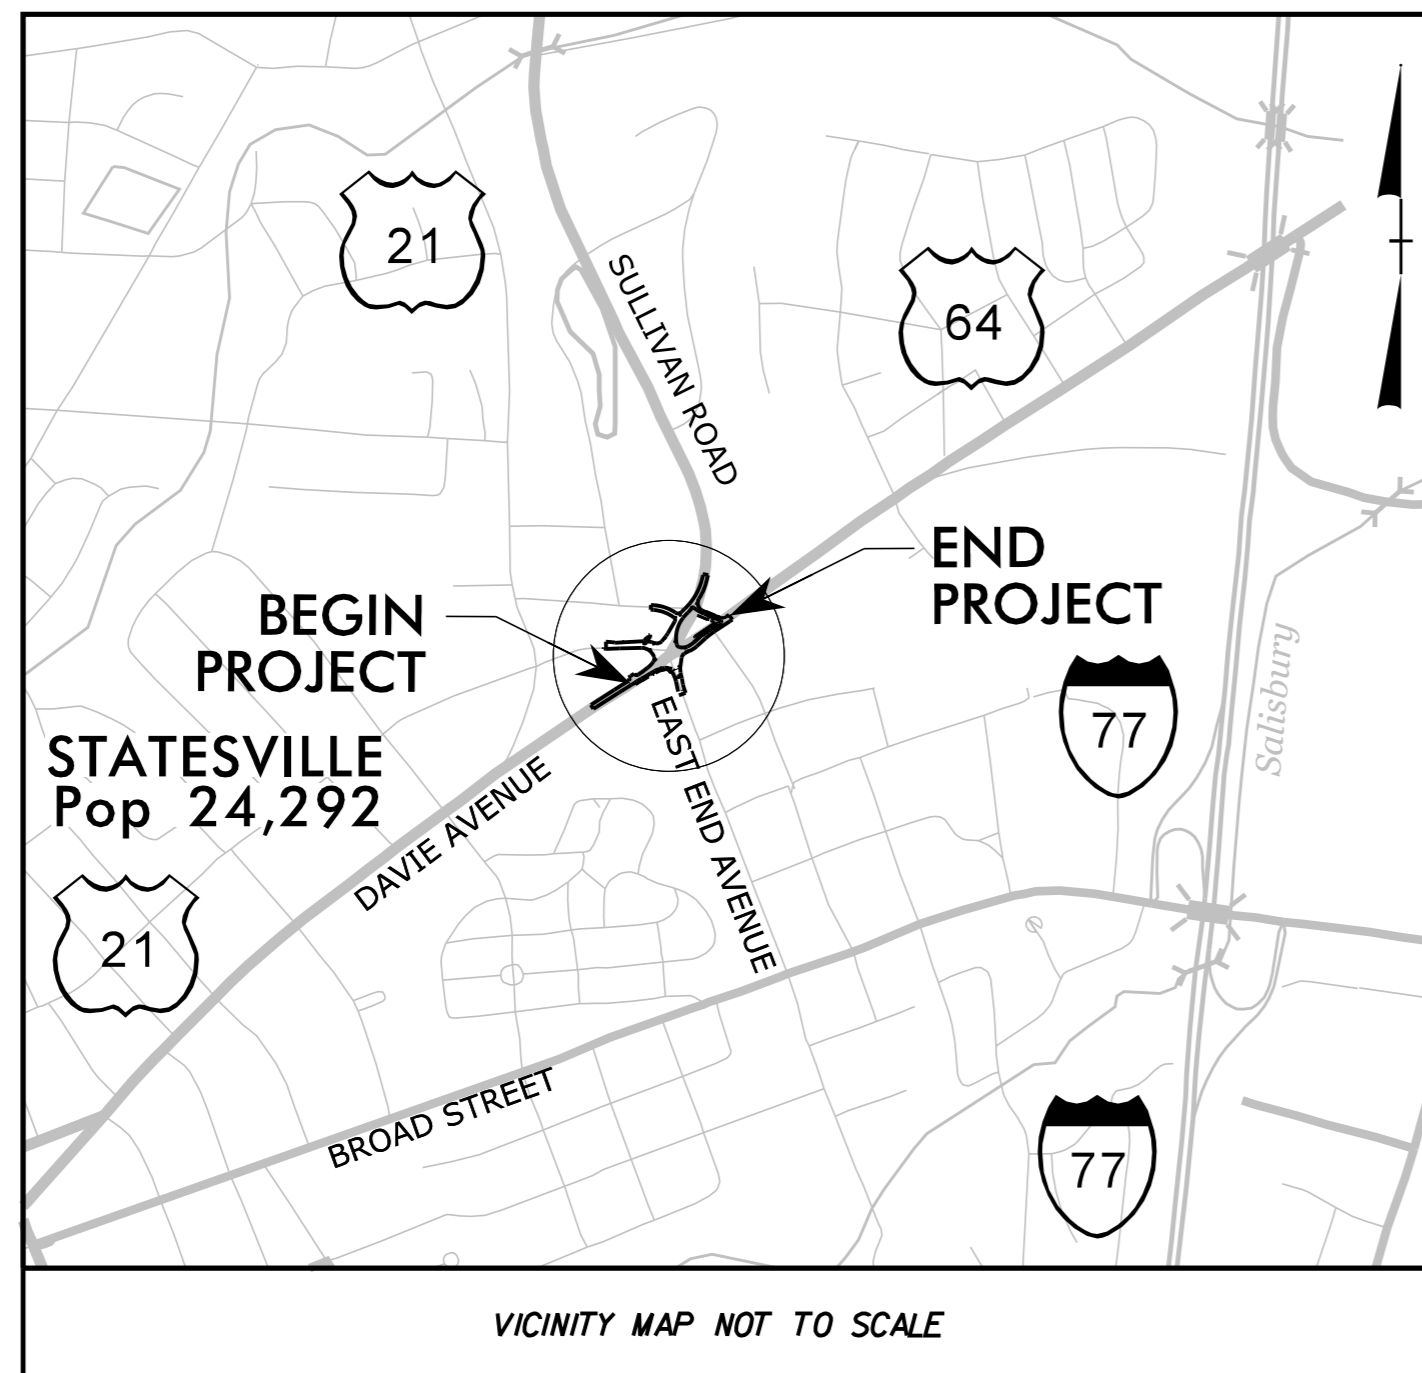 21
SULLIVAN ROAD
64
END
PROJECT
BEGIN
PROJECT
77
Salisbury
STATESVILLE
Pop 24,292
EAST END AVENUE
DAVIE AVENUE
21
BROAD STREET
77
VICINITY MAP NOT TO SCALE